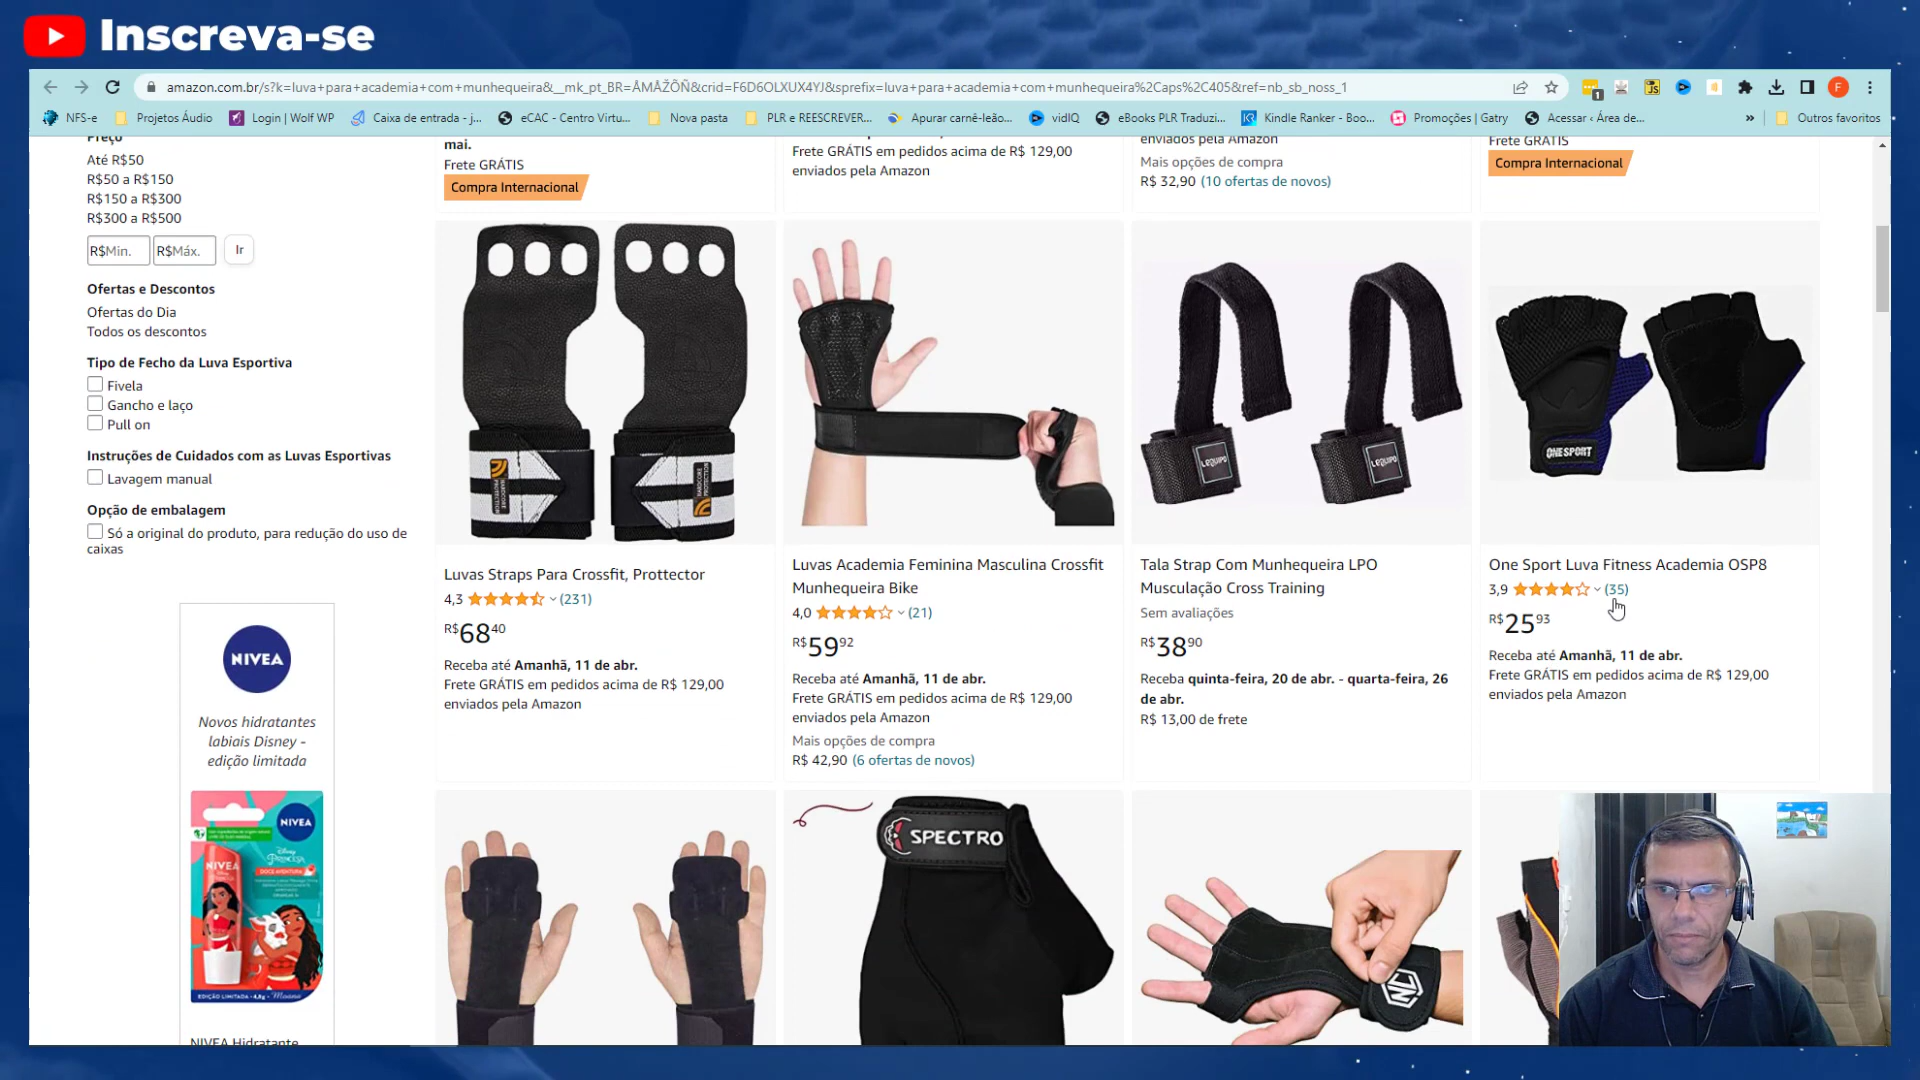 Inscreva-se
amazon.com.br/s?k=luva+para+academia+com+munhequeira&__mk_pt_BR=ÅMÅŽÕÑ&crid=F6D6OLXUX4YJ&sprefix=luva+para+academia+com+munhequeira%2Caps%2C405&ref=nb_sb_noss_1
NFS-e
Projetos Áudio
Login | Wolf WP
Caixa de entrada - j...
eCAC - Centro Virtu...
Nova pasta
PLR e REESCREVER...
Apurar carnê-leão...
vidIQ
eBooks PLR Traduzi...
Kindle Ranker - Boo...
Promoções | Gatry
Acessar ‹ Área de...
»
Outros favoritos
Preço
Até R$50
R$50 a R$150
R$150 a R$300
R$300 a R$500
R$Min. R$Máx. Ir
Ofertas e Descontos
Ofertas do Dia
Todos os descontos
Tipo de Fecho da Luva Esportiva
Fivela
Gancho e laço
Pull on
Instruções de Cuidados com as Luvas Esportivas
Lavagem manual
Opção de embalagem
Só a original do produto, para redução do uso de
caixas
NIVEA
Novos hidratantes
labiais Disney -
edição limitada
NIVEA
NIVEA
NIVEA Hidratante
mai.
Frete GRÁTIS
Compra Internacional
Frete GRÁTIS em pedidos acima de R$ 129,00
enviados pela Amazon
enviados pela Amazon
Mais opções de compra
R$ 32,90 (10 ofertas de novos)
Frete GRÁTIS
Compra Internacional
Luvas Straps Para Crossfit, Prottector
4,3 (231)
R$68 40
Receba até Amanhã, 11 de abr.
Frete GRÁTIS em pedidos acima de R$ 129,00
enviados pela Amazon
Luvas Academia Feminina Masculina Crossfit
Munhequeira Bike
4,0 (21)
R$59 92
Receba até Amanhã, 11 de abr.
Frete GRÁTIS em pedidos acima de R$ 129,00
enviados pela Amazon
Mais opções de compra
R$ 42,90 (6 ofertas de novos)
LEQUIPO
LEQUIPO
Tala Strap Com Munhequeira LPO
Musculação Cross Training
Sem avaliações
R$38 90
Receba quinta-feira, 20 de abr. - quarta-feira, 26
de abr.
R$ 13,00 de frete
ONESPORT
One Sport Luva Fitness Academia OSP8
3,9 (35)
R$25 93
Receba até Amanhã, 11 de abr.
Frete GRÁTIS em pedidos acima de R$ 129,00
enviados pela Amazon
SPECTRO